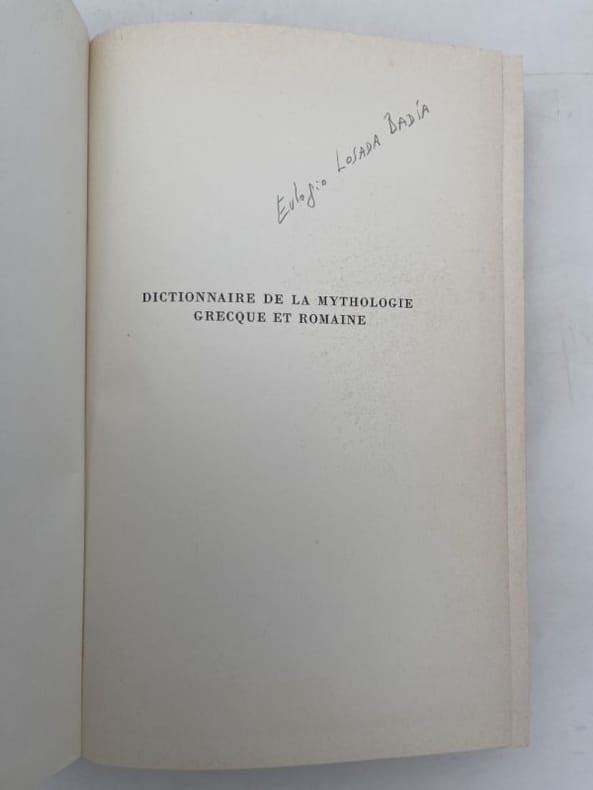 Eulogio LOSADA BADÍA
DICTIONNAIRE DE LA MYTHOLOGIE
GRECQUE ET ROMAINE